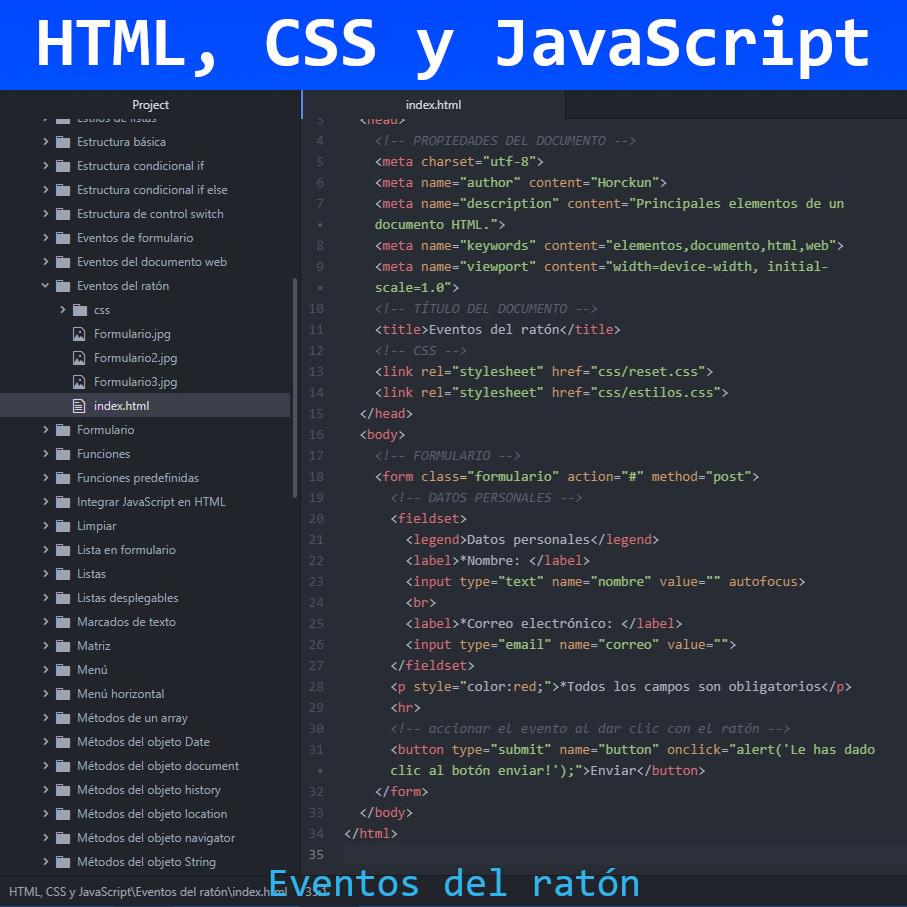 HTML, CSS y JavaScript
Project
index.html
Estilos de listas
Estructura básica
Estructura condicional if
Estructura condicional if else
Estructura de control switch
Eventos de formulario
Eventos del documento web
Eventos del ratón
css
Formulario.jpg
Formulario2.jpg
Formulario3.jpg
index.html
Formulario
Funciones
Funciones predefinidas
Integrar JavaScript en HTML
Limpiar
Lista en formulario
Listas
Listas desplegables
Marcados de texto
Matriz
Menú
Menú horizontal
Métodos de un array
Métodos del objeto Date
Métodos del objeto document
Métodos del objeto history
Métodos del objeto location
Métodos del objeto navigator
Métodos del objeto String
3 <head>
4 <!-- PROPIEDADES DEL DOCUMENTO -->
5 <meta charset="utf-8">
6 <meta name="author" content="Horckun">
7 <meta name="description" content="Principales elementos de un
• documento HTML.">
8 <meta name="keywords" content="elementos,documento,html,web">
9 <meta name="viewport" content="width=device-width, initial-
• scale=1.0">
10 <!-- TÍTULO DEL DOCUMENTO -->
11 <title>Eventos del ratón</title>
12 <!-- CSS -->
13 <link rel="stylesheet" href="css/reset.css">
14 <link rel="stylesheet" href="css/estilos.css">
15 </head>
16 <body>
17 <!-- FORMULARIO -->
18 <form class="formulario" action="#" method="post">
19 <!-- DATOS PERSONALES -->
20 <fieldset>
21 <legend>Datos personales</legend>
22 <label>*Nombre: </label>
23 <input type="text" name="nombre" value="" autofocus>
24 <br>
25 <label>*Correo electrónico: </label>
26 <input type="email" name="correo" value="">
27 </fieldset>
28 <p style="color:red;">*Todos los campos son obligatorios</p>
29 <hr>
30 <!-- accionar el evento al dar clic con el ratón -->
31 <button type="submit" name="button" onclick="alert('Le has dado
• clic al botón enviar!');">Enviar</button>
32 </form>
33 </body>
34 </html>
35
HTML, CSS y JavaScript\Eventos del ratón\index.html
Eventos del ratón